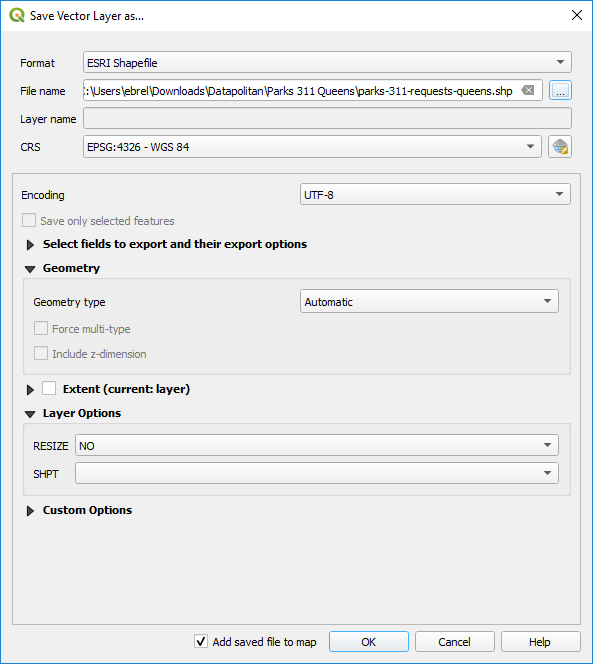 Save Vector Layer as...
Format ESRI Shapefile
File name :\Users\ebrel\Downloads\Datapolitan\Parks 311 Queens\parks-311-requests-queens.shp ...
Layer name
CRS EPSG:4326 - WGS 84
Encoding UTF-8
Save only selected features
Select fields to export and their export options
Geometry
Geometry type Automatic
Force multi-type
Include z-dimension
Extent (current: layer)
Layer Options
RESIZE NO
SHPT
Custom Options
Add saved file to map OK Cancel Help